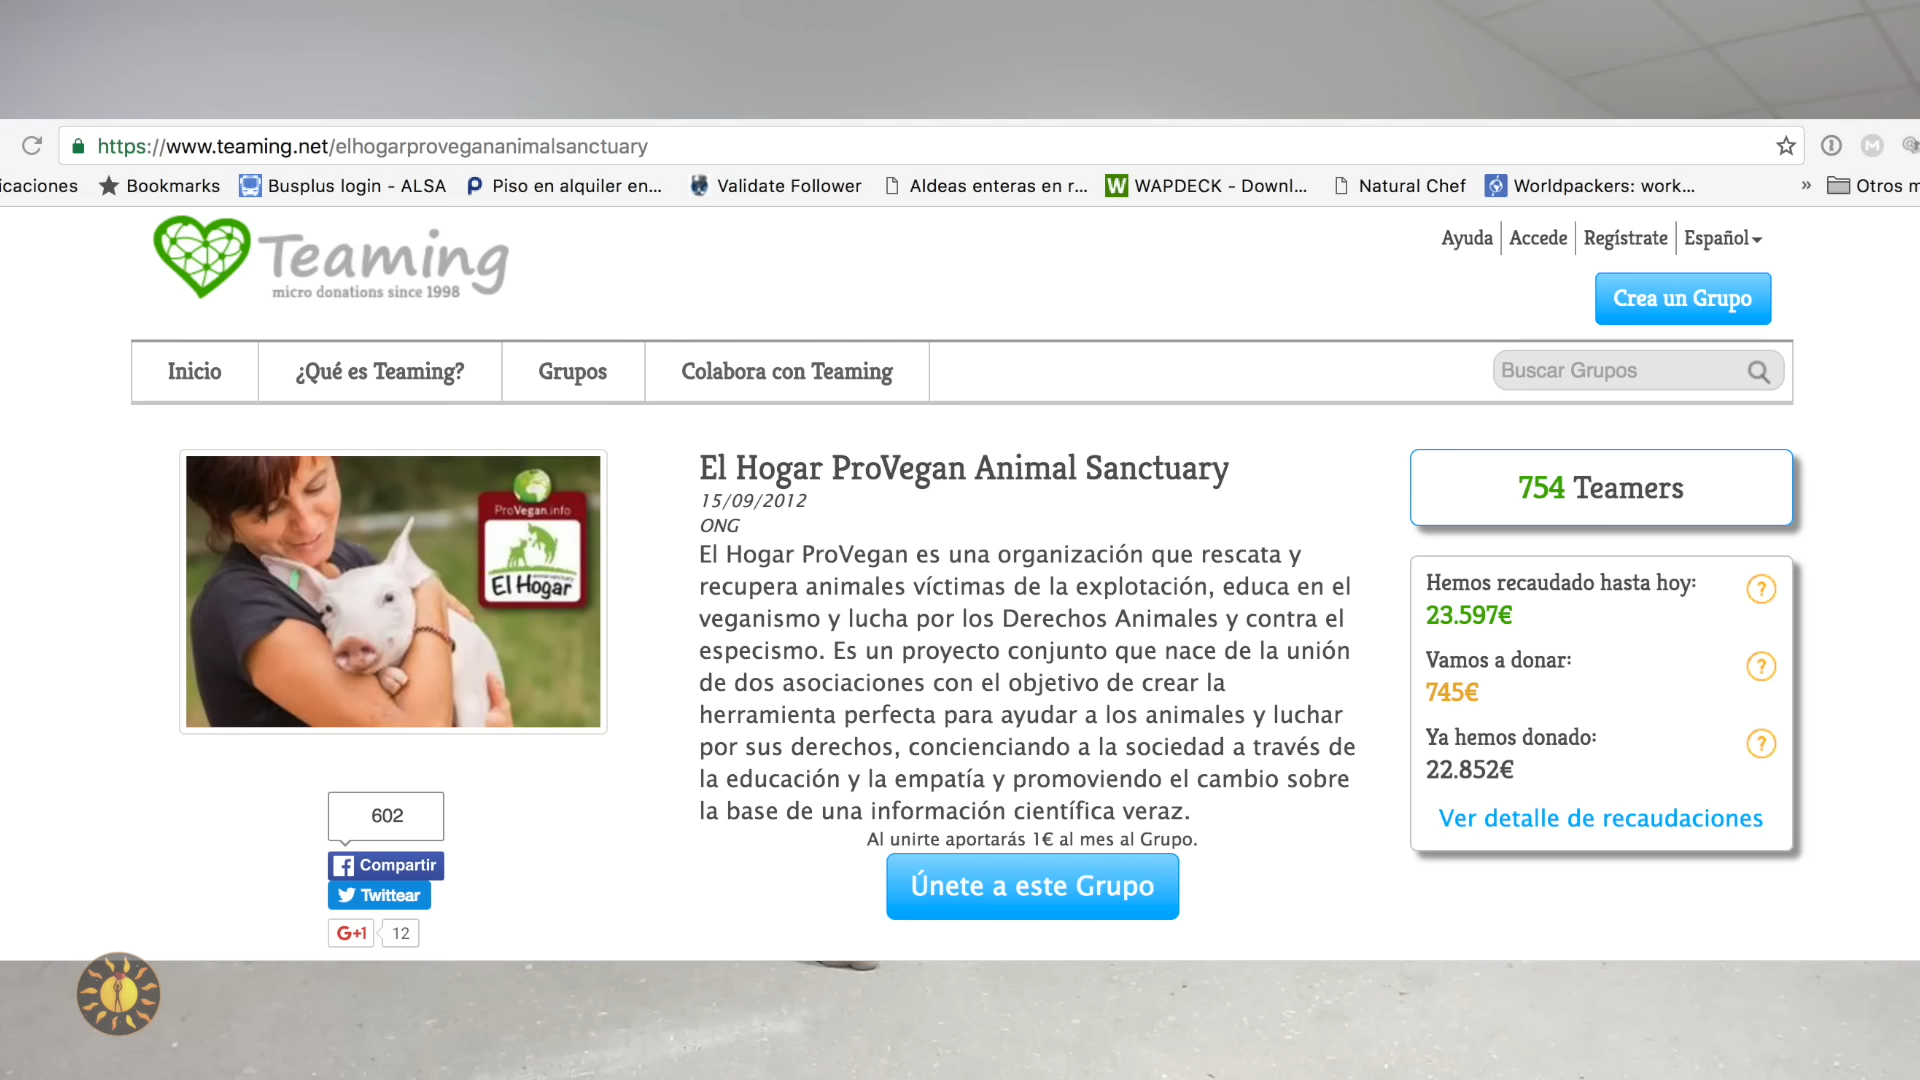 https://www.teaming.net/elhogarprovegananimalsanctuary
icaciones Bookmarks Busplus login - ALSA Piso en alquiler en... Validate Follower Aldeas enteras en r... WAPDECK - Downl... Natural Chef Worldpackers: work... » Otros m
Teaming
micro donations since 1998
Ayuda Accede Regístrate Español
Crea un Grupo
Inicio ¿Qué es Teaming? Grupos Colabora con Teaming Buscar Grupos
ProVegan.info
El Hogar
602
Compartir
Twittear
G+1 12
El Hogar ProVegan Animal Sanctuary
15/09/2012
ONG
El Hogar ProVegan es una organización que rescata y
recupera animales víctimas de la explotación, educa en el
veganismo y lucha por los Derechos Animales y contra el
especismo. Es un proyecto conjunto que nace de la unión
de dos asociaciones con el objetivo de crear la
herramienta perfecta para ayudar a los animales y luchar
por sus derechos, concienciando a la sociedad a través de
la educación y la empatía y promoviendo el cambio sobre
la base de una información científica veraz.
Al unirte aportarás 1€ al mes al Grupo.
Únete a este Grupo
754 Teamers
Hemos recaudado hasta hoy: ?
23.597€
Vamos a donar: ?
745€
Ya hemos donado: ?
22.852€
Ver detalle de recaudaciones